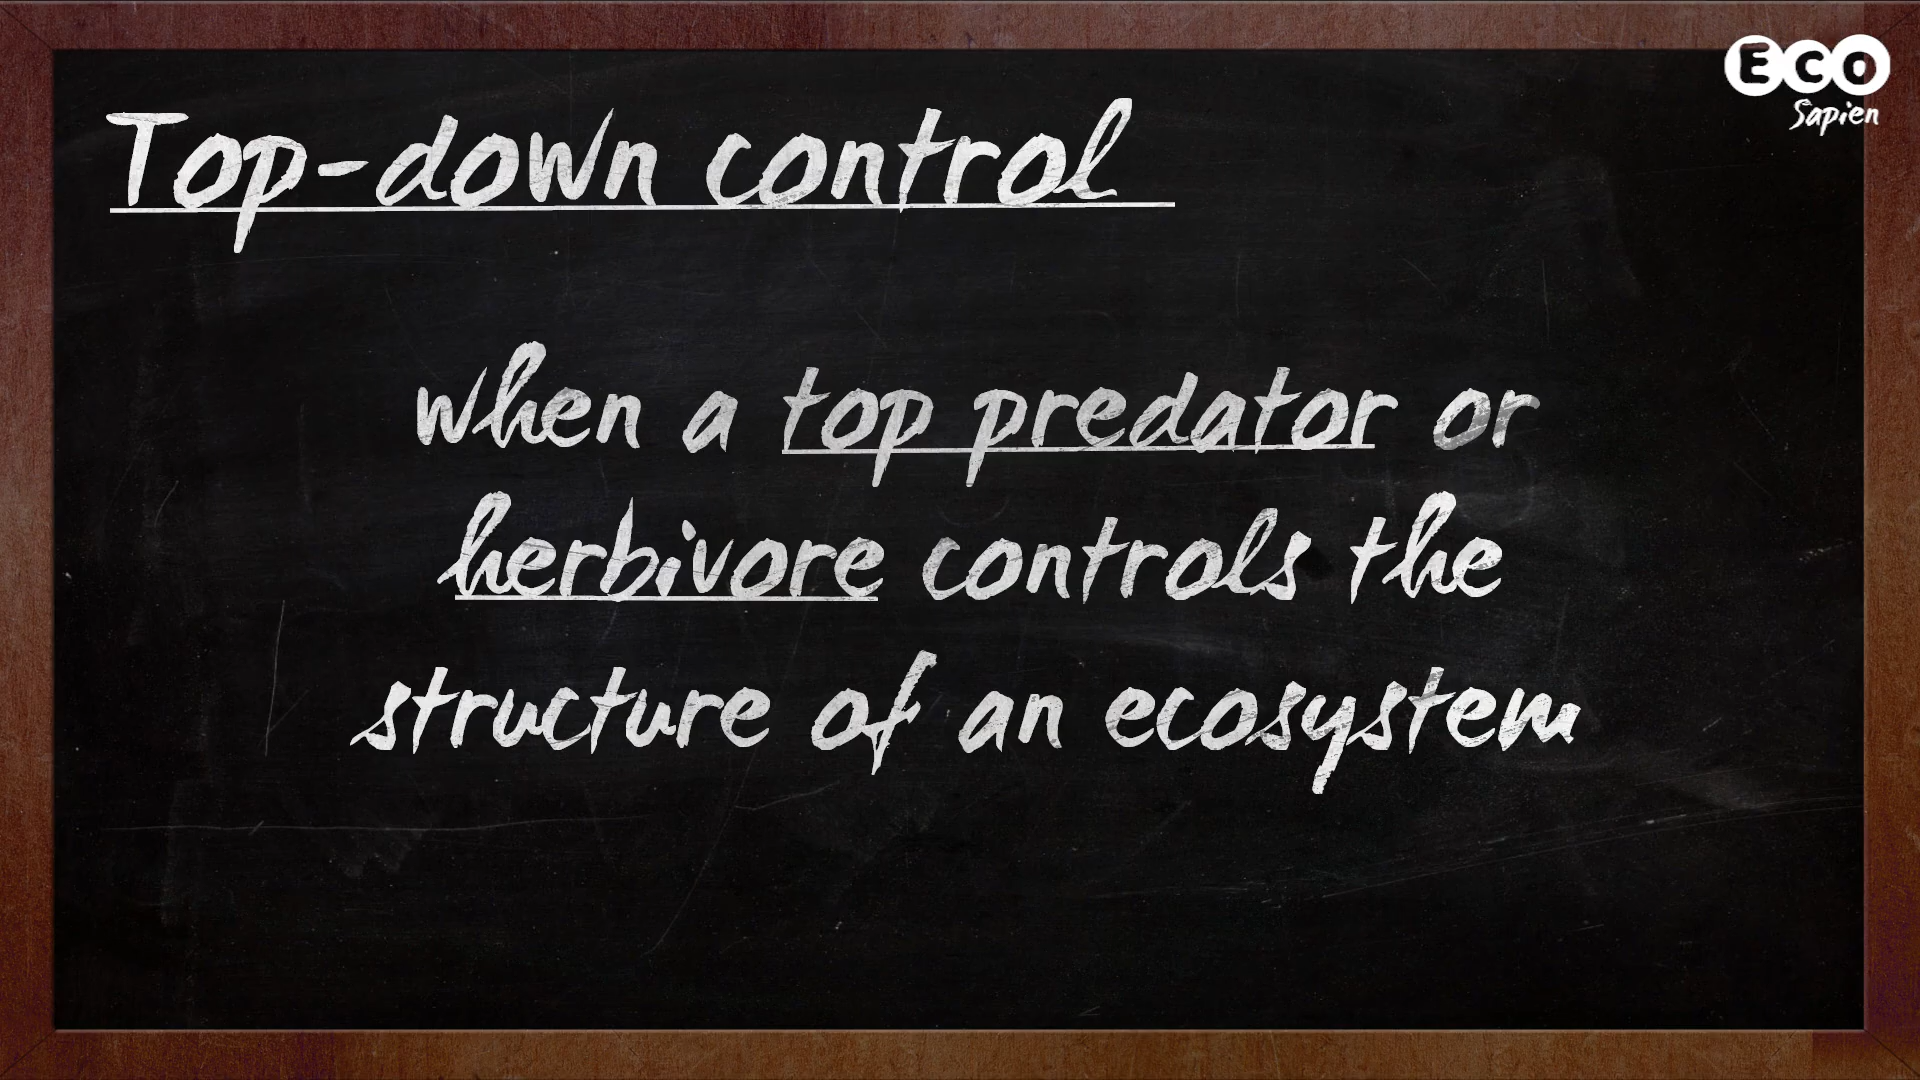 ECO
Sapien
Top-down control
when a top predator or
herbivore controls the
structure of an ecosystem